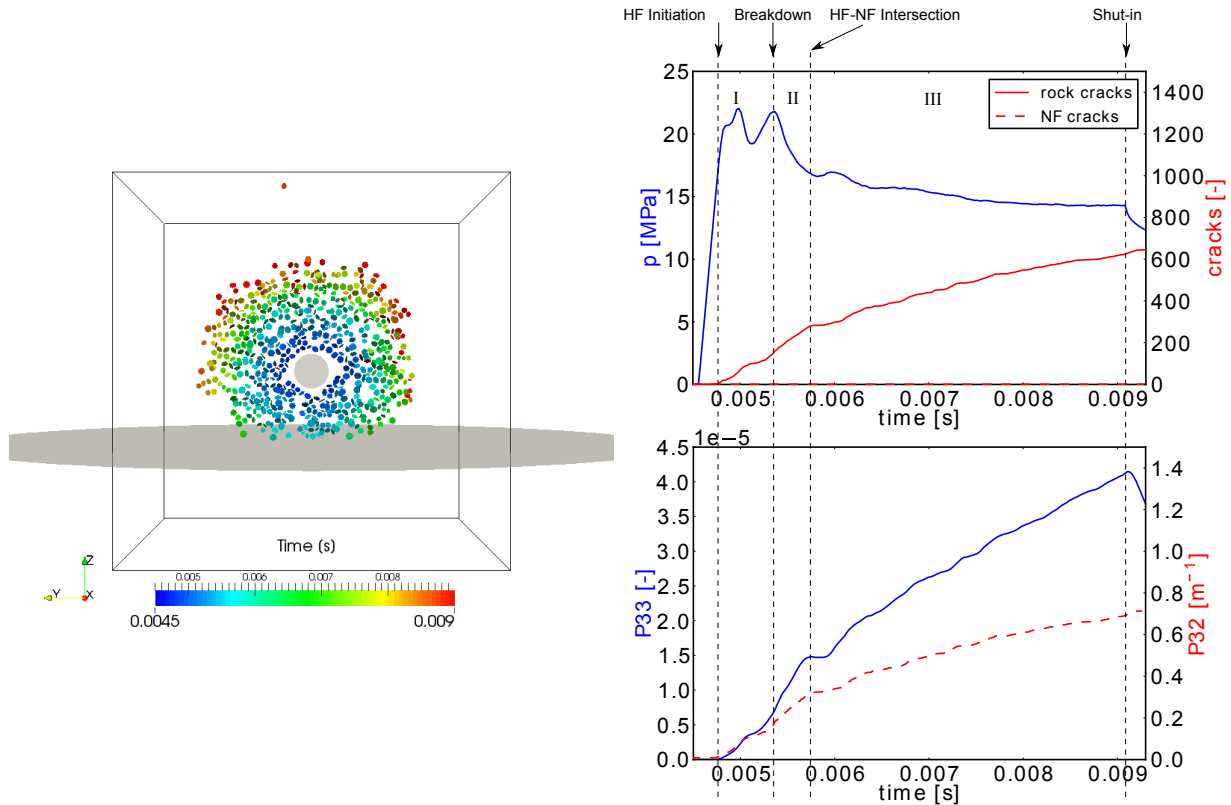 HF Initiation
Breakdown
HF-NF Intersection
Shut-in
25
20
15
10
5
0
p [MPa]
I
II
III
rock cracks
NF cracks
1400
1200
1000
800
600
400
200
0
cracks [-]
0.005
0.006
0.007
0.008
0.009
time [s]
1e−5
4.5
4.0
3.5
3.0
2.5
2.0
1.5
1.0
0.5
0.0
P33 [-]
1.4
1.2
1.0
0.8
0.6
0.4
0.2
0.0
P32 [m⁻¹]
0.005
0.006
0.007
0.008
0.009
time [s]
Time (s)
0.005
0.006
0.007
0.008
0.0045
0.009
Z
Y
X